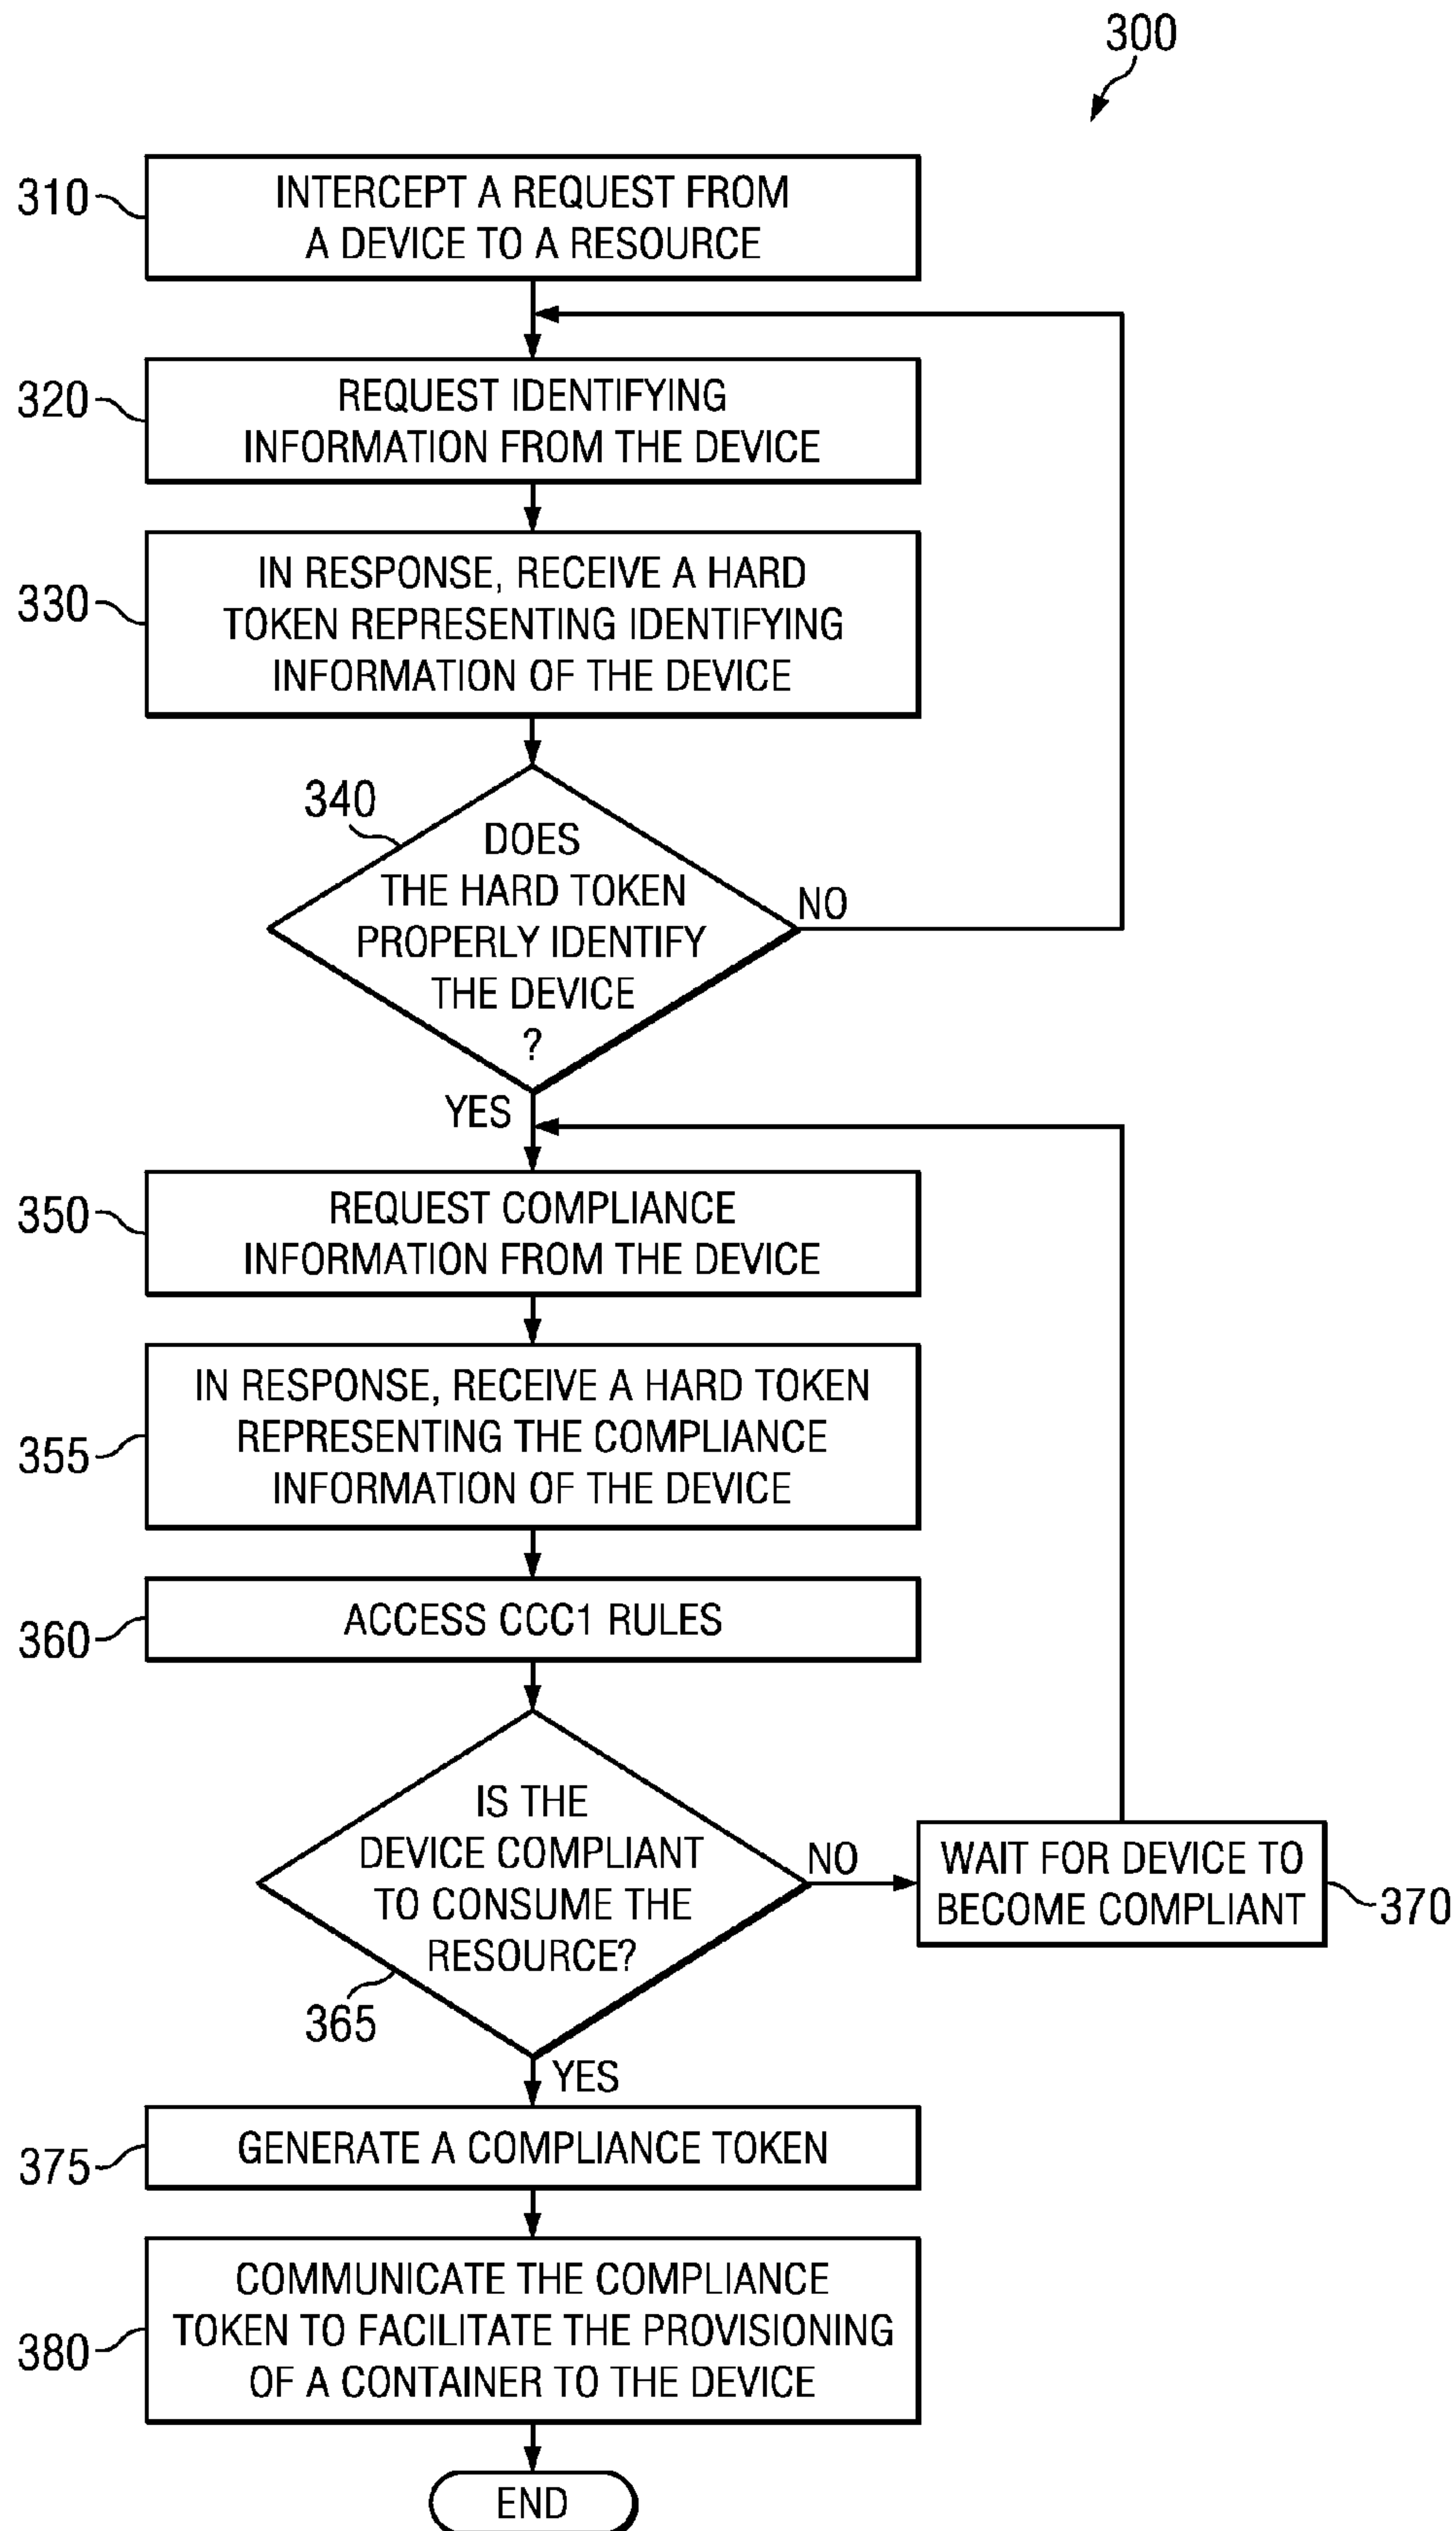 300
310
INTERCEPT A REQUEST FROM
A DEVICE TO A RESOURCE
320
REQUEST IDENTIFYING
INFORMATION FROM THE DEVICE
330
IN RESPONSE, RECEIVE A HARD
TOKEN REPRESENTING IDENTIFYING
INFORMATION OF THE DEVICE
340
DOES
THE HARD TOKEN
PROPERLY IDENTIFY
THE DEVICE
?
NO
YES
350
REQUEST COMPLIANCE
INFORMATION FROM THE DEVICE
355
IN RESPONSE, RECEIVE A HARD TOKEN
REPRESENTING THE COMPLIANCE
INFORMATION OF THE DEVICE
360
ACCESS CCC1 RULES
IS THE
DEVICE COMPLIANT
TO CONSUME THE
RESOURCE?
365
NO
WAIT FOR DEVICE TO
BECOME COMPLIANT
370
YES
375
GENERATE A COMPLIANCE TOKEN
380
COMMUNICATE THE COMPLIANCE
TOKEN TO FACILITATE THE PROVISIONING
OF A CONTAINER TO THE DEVICE
END